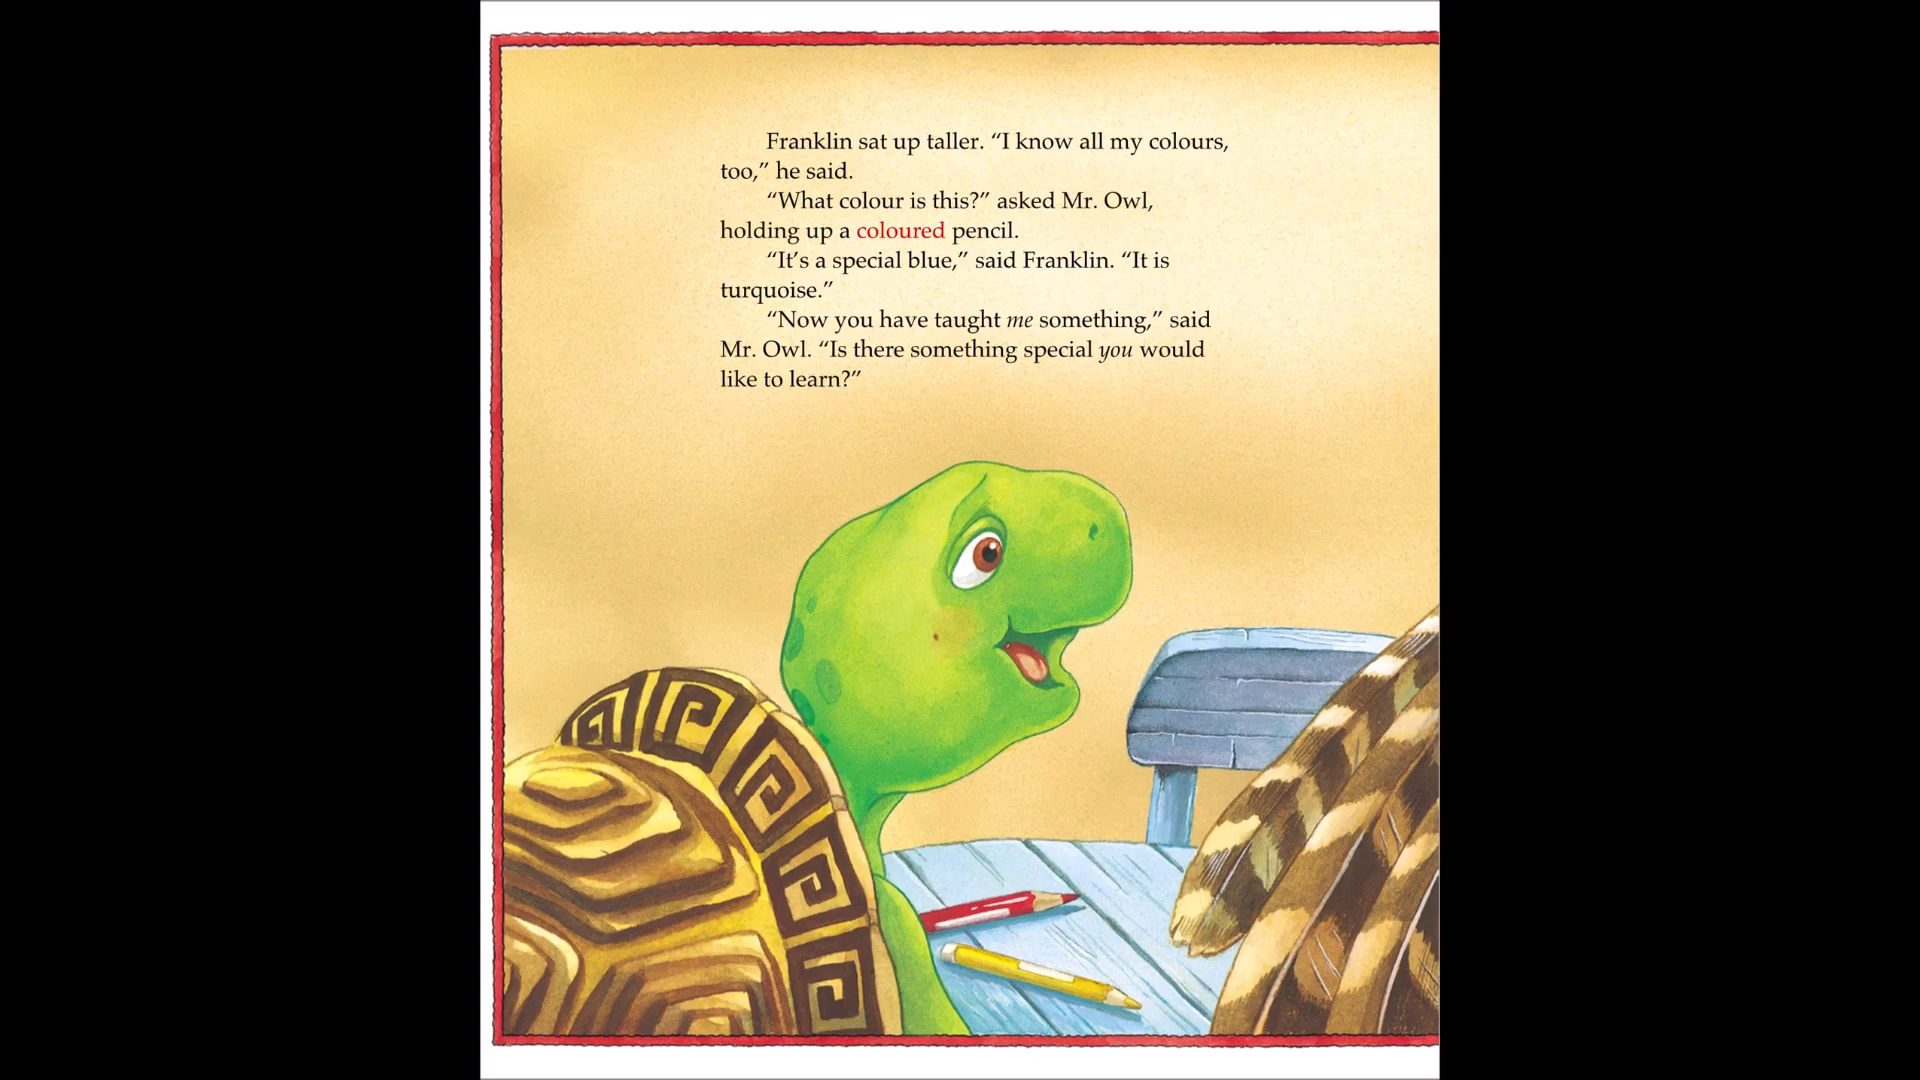 Franklin sat up taller. “I know all my colours,
too,” he said.
“What colour is this?” asked Mr. Owl,
holding up a coloured pencil.
“It’s a special blue,” said Franklin. “It is
turquoise.”
“Now you have taught me something,” said
Mr. Owl. “Is there something special you would
like to learn?”